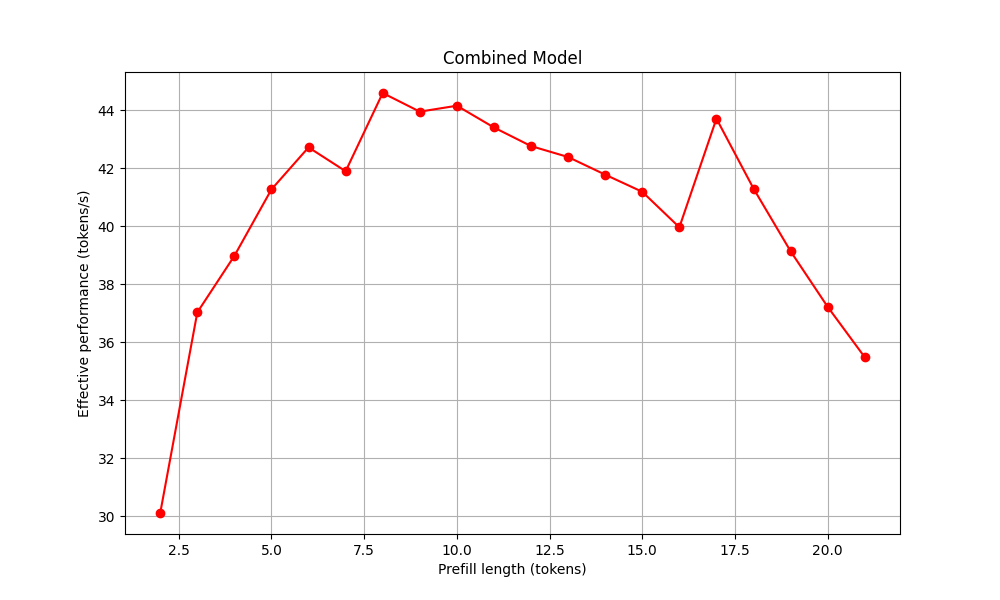 Combined Model
Effective performance (tokens/s)
44
42
40
38
36
34
32
30
2.5 5.0 7.5 10.0 12.5 15.0 17.5 20.0
Prefill length (tokens)